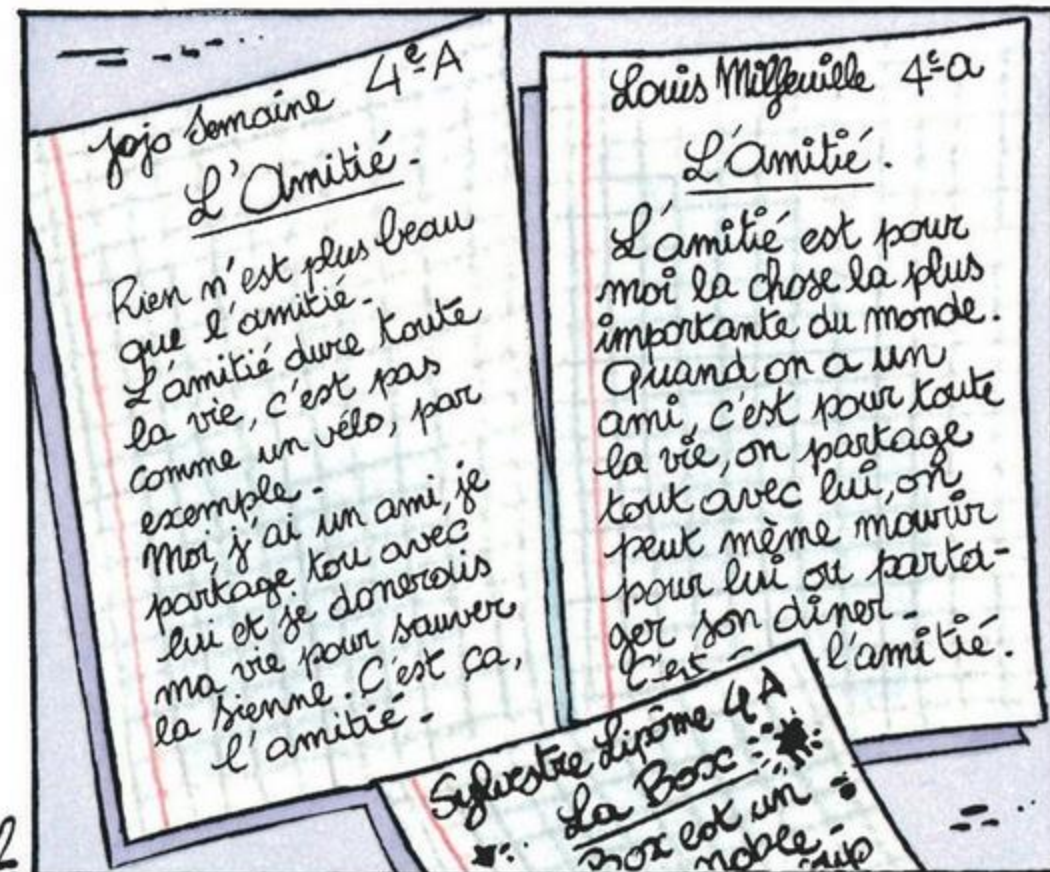 Jojo Semaine 4e A
L'Amitié.
Rien n'est plus beau
que l'amitié.
L'amitié dure toute
la vie, c'est pas
comme un vélo, par
exemple.
Moi, j'ai un ami, je
partage tou avec
lui et je donerais
ma vie pour sauver
la sienne. C'est ça,
l'amitié.
Louis Milfeuille 4e a
L'Amitié.
L'amitié est pour
moi la chose la plus
importante du monde.
Quand on a un
ami, c'est pour toute
la vie, on partage
tout avec lui, on
peut même mourir
pour lui ou parta-
ger son dîner.
C'est l'amitié.
Sylvestre Lipôme 4 A
La Boxe
Box est un
noble